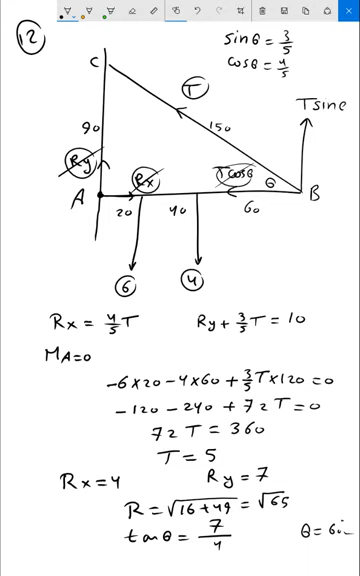 12
sinθ = 3/5
cosθ = 4/5
C
T
Tsinθ
90
150
Ry
Rx
Tcosθ
θ
A
B
20
40
60
6
4
Rx = 4/5 T
Ry + 3/5 T = 10
MA=0
-6×20-4×60+3/5T×120=0
-120-240+72T=0
72T=360
T=5
Rx=4
Ry=7
R=√16+49=√65
tanθ = 7/4